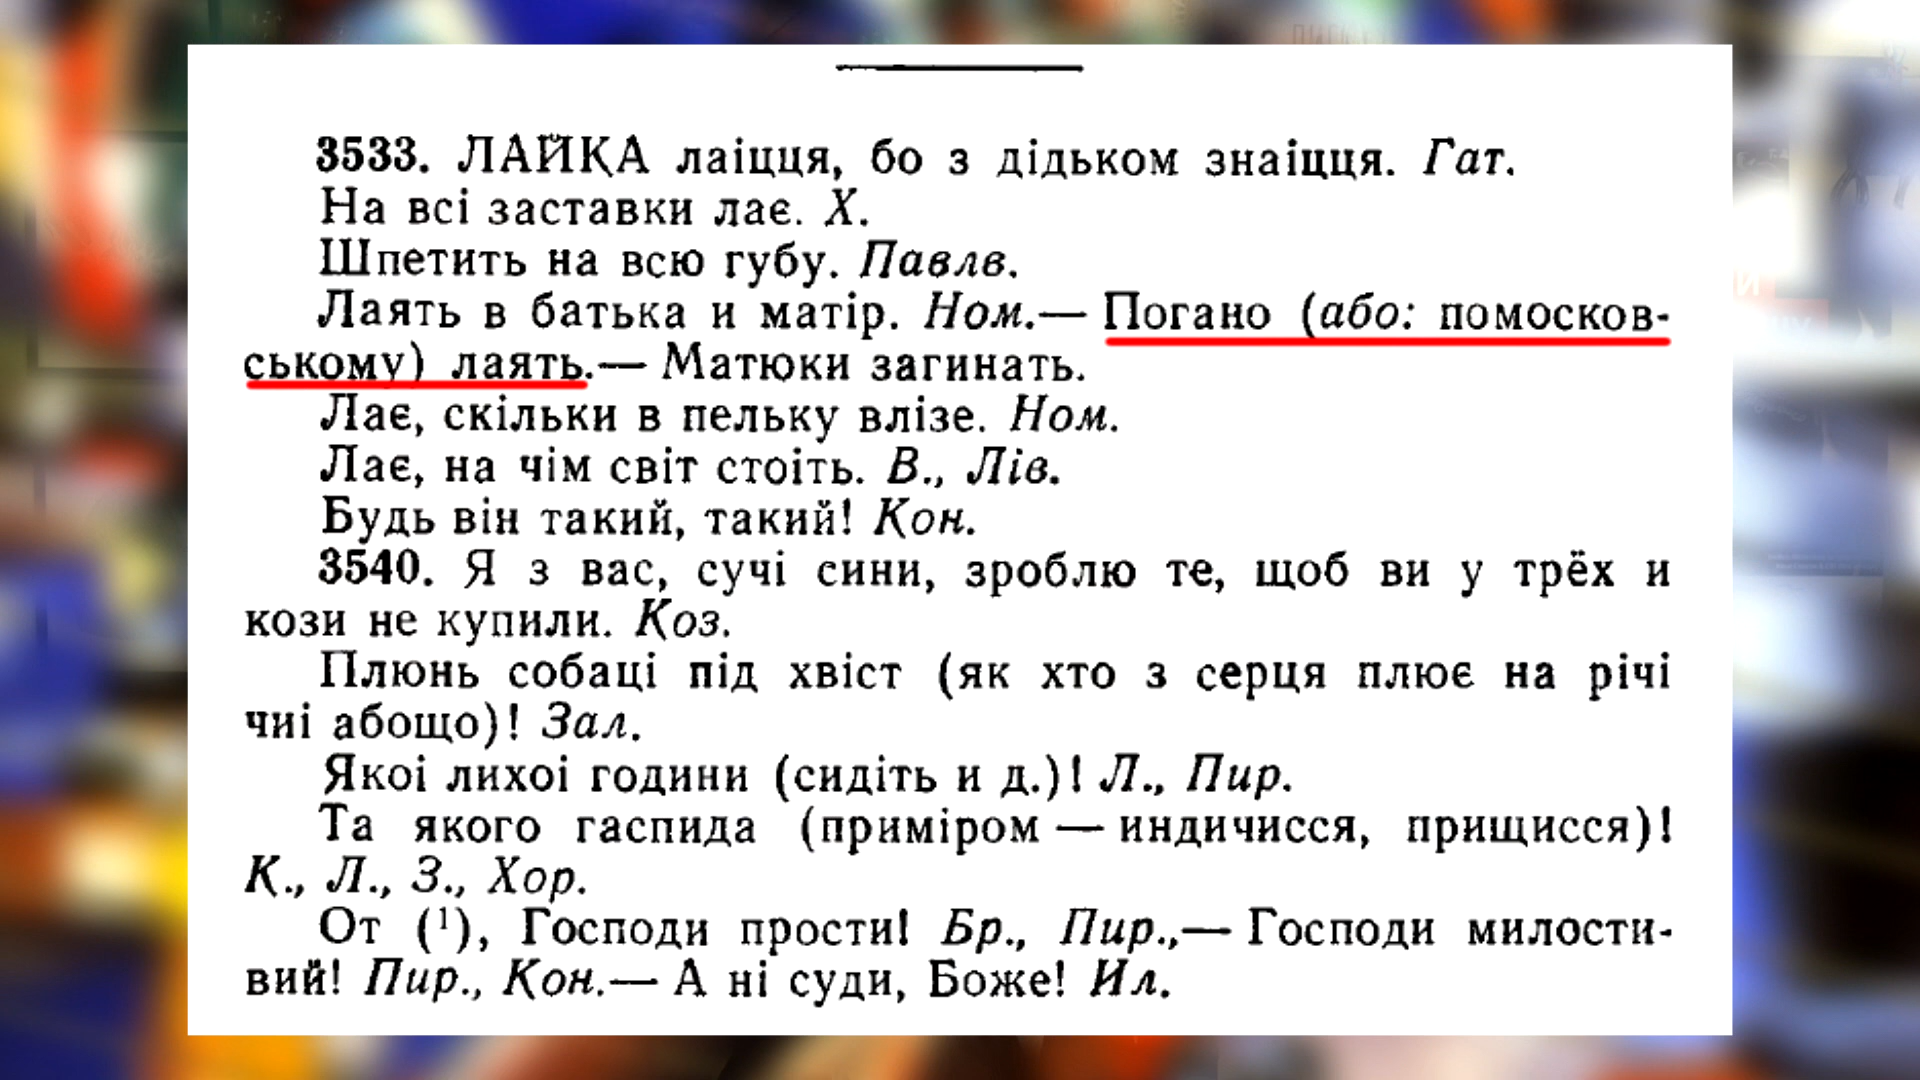 3533. ЛАЙКА лаіцця, бо з дідьком знаіцця. Гат.
На всі заставки лає. Х.
Шпетить на всю губу. Павлв.
Лаять в батька и матір. Ном.— Погано (або: помосков-
ському) лаять.— Матюки загинать.
Лає, скільки в пельку влізе. Ном.
Лає, на чім світ стоіть. В., Лів.
Будь він такий, такий! Кон.
3540. Я з вас, сучі сини, зроблю те, щоб ви у трёх и
кози не купили. Коз.
Плюнь собаці під хвіст (як хто з серця плює на річі
чиі абощо)! Зал.
Якоі лихоі години (сидіть и д.)! Л., Пир.
Та якого гаспида (приміром — индичисся, прищисся)!
К., Л., З., Хор.
От (¹), Господи прости! Бр., Пир.,— Господи милости-
вий! Пир., Кон.— А ні суди, Боже! Ил.